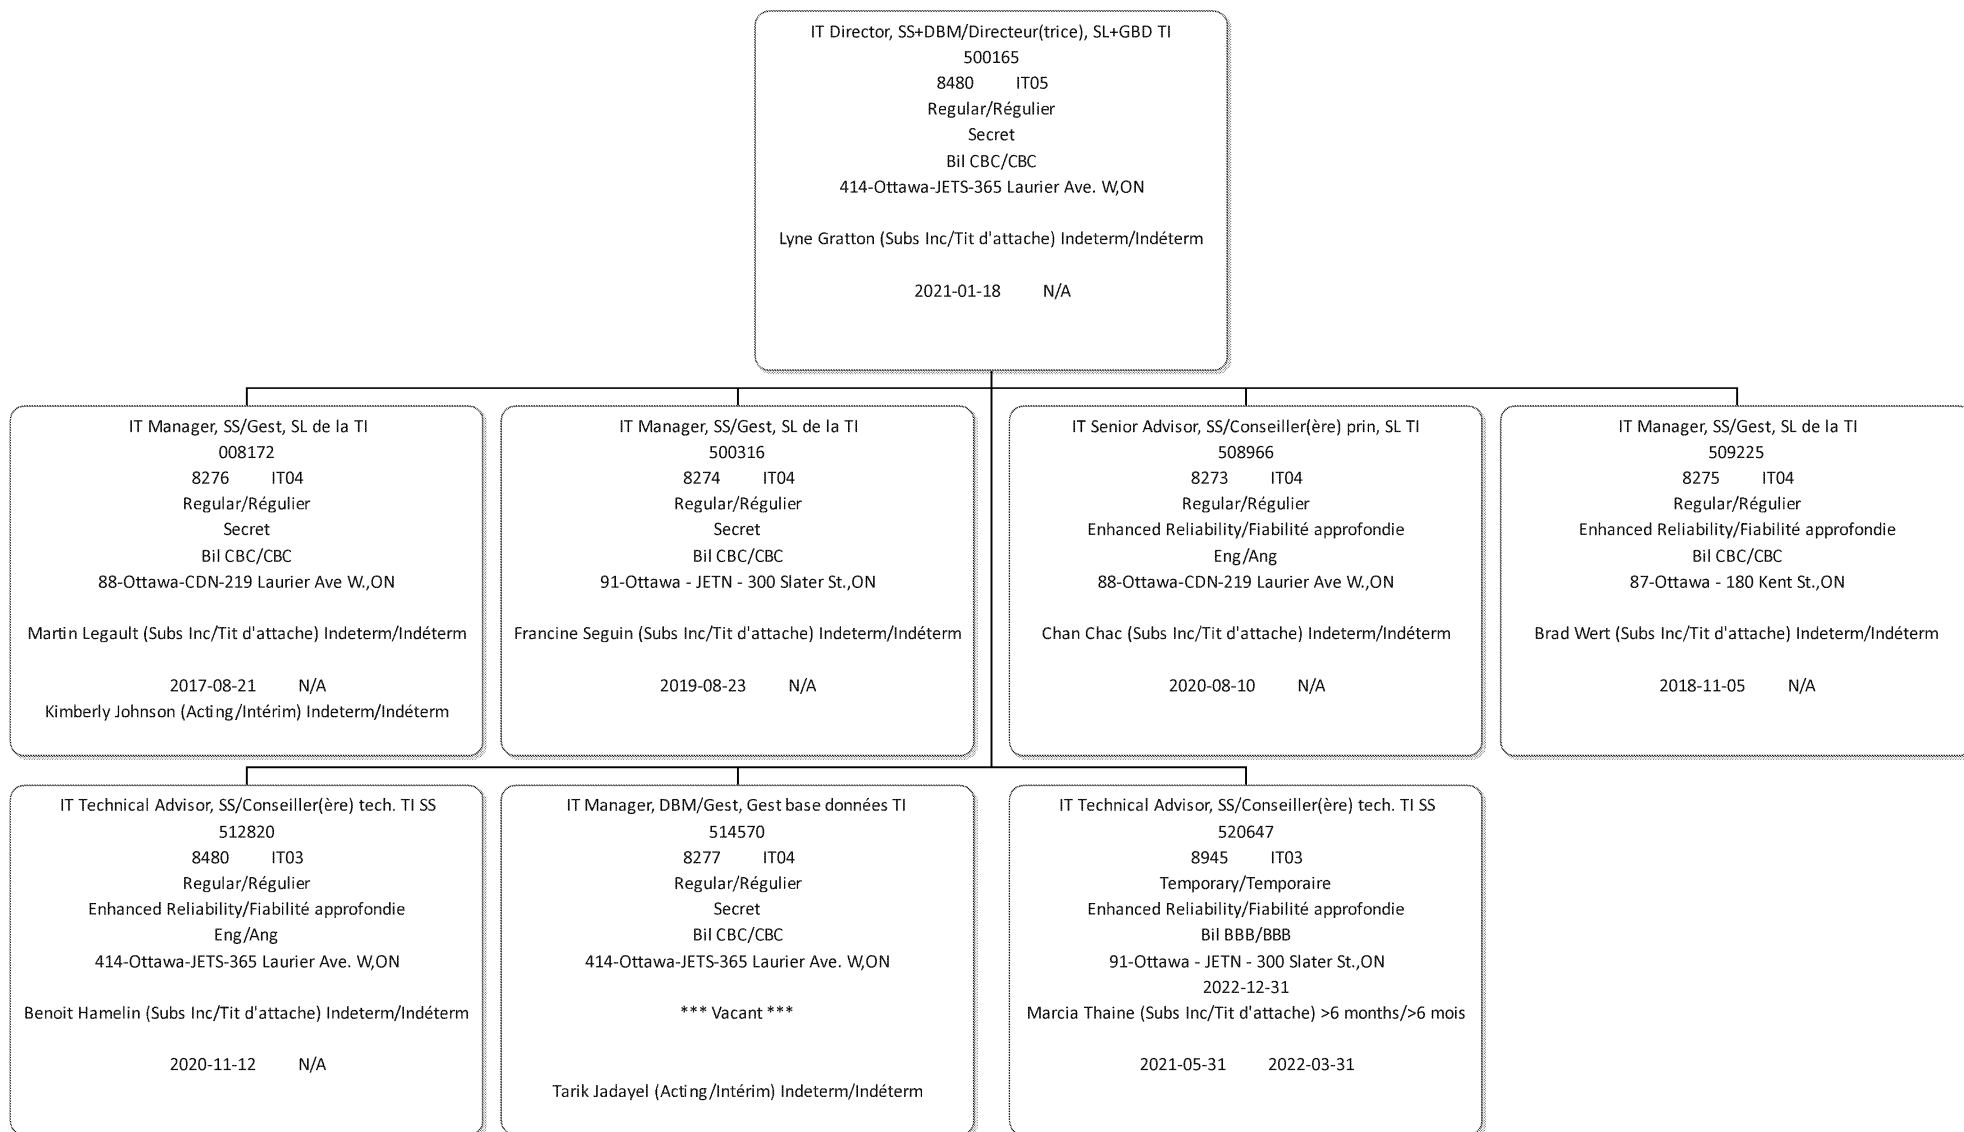 IT Director, SS+DBM/Directeur(trice), SL+GBD TI
500165
8480 IT05
Regular/Régulier
Secret
Bil CBC/CBC
414-Ottawa-JETS-365 Laurier Ave. W,ON
Lyne Gratton (Subs Inc/Tit d'attache) Indeterm/Indéterm
2021-01-18 N/A
IT Manager, SS/Gest, SL de la TI
008172
8276 IT04
Regular/Régulier
Secret
Bil CBC/CBC
88-Ottawa-CDN-219 Laurier Ave W.,ON
Martin Legault (Subs Inc/Tit d'attache) Indeterm/Indéterm
2017-08-21 N/A
Kimberly Johnson (Acting/Intérim) Indeterm/Indéterm
IT Manager, SS/Gest, SL de la TI
500316
8274 IT04
Regular/Régulier
Secret
Bil CBC/CBC
91-Ottawa - JETN - 300 Slater St.,ON
Francine Seguin (Subs Inc/Tit d'attache) Indeterm/Indéterm
2019-08-23 N/A
IT Senior Advisor, SS/Conseiller(ère) prin, SL TI
508966
8273 IT04
Regular/Régulier
Enhanced Reliability/Fiabilité approfondie
Eng/Ang
88-Ottawa-CDN-219 Laurier Ave W.,ON
Chan Chac (Subs Inc/Tit d'attache) Indeterm/Indéterm
2020-08-10 N/A
IT Manager, SS/Gest, SL de la TI
509225
8275 IT04
Regular/Régulier
Enhanced Reliability/Fiabilité approfondie
Bil CBC/CBC
87-Ottawa - 180 Kent St.,ON
Brad Wert (Subs Inc/Tit d'attache) Indeterm/Indéterm
2018-11-05 N/A
IT Technical Advisor, SS/Conseiller(ère) tech. TI SS
512820
8480 IT03
Regular/Régulier
Enhanced Reliability/Fiabilité approfondie
Eng/Ang
414-Ottawa-JETS-365 Laurier Ave. W,ON
Benoit Hamelin (Subs Inc/Tit d'attache) Indeterm/Indéterm
2020-11-12 N/A
IT Manager, DBM/Gest, Gest base données TI
514570
8277 IT04
Regular/Régulier
Secret
Bil CBC/CBC
414-Ottawa-JETS-365 Laurier Ave. W,ON
*** Vacant ***
Tarik Jadayel (Acting/Intérim) Indeterm/Indéterm
IT Technical Advisor, SS/Conseiller(ère) tech. TI SS
520647
8945 IT03
Temporary/Temporaire
Enhanced Reliability/Fiabilité approfondie
Bil BBB/BBB
91-Ottawa - JETN - 300 Slater St.,ON
2022-12-31
Marcia Thaine (Subs Inc/Tit d'attache) >6 months/>6 mois
2021-05-31 2022-03-31